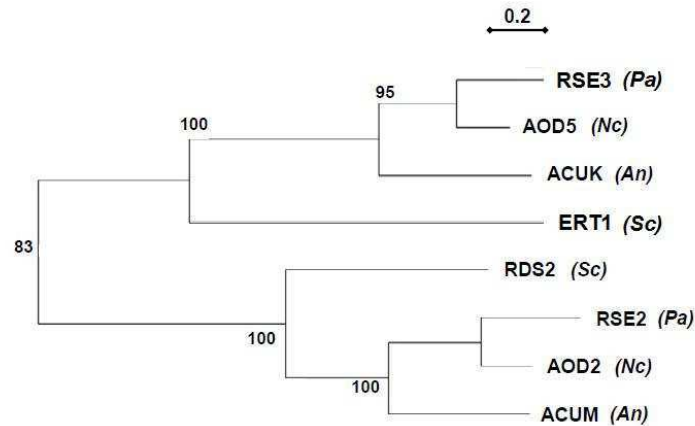 0.2
RSE3 (Pa)
95
AOD5 (Nc)
100
ACUK (An)
ERT1 (Sc)
83
RDS2 (Sc)
RSE2 (Pa)
100
AOD2 (Nc)
100
ACUM (An)